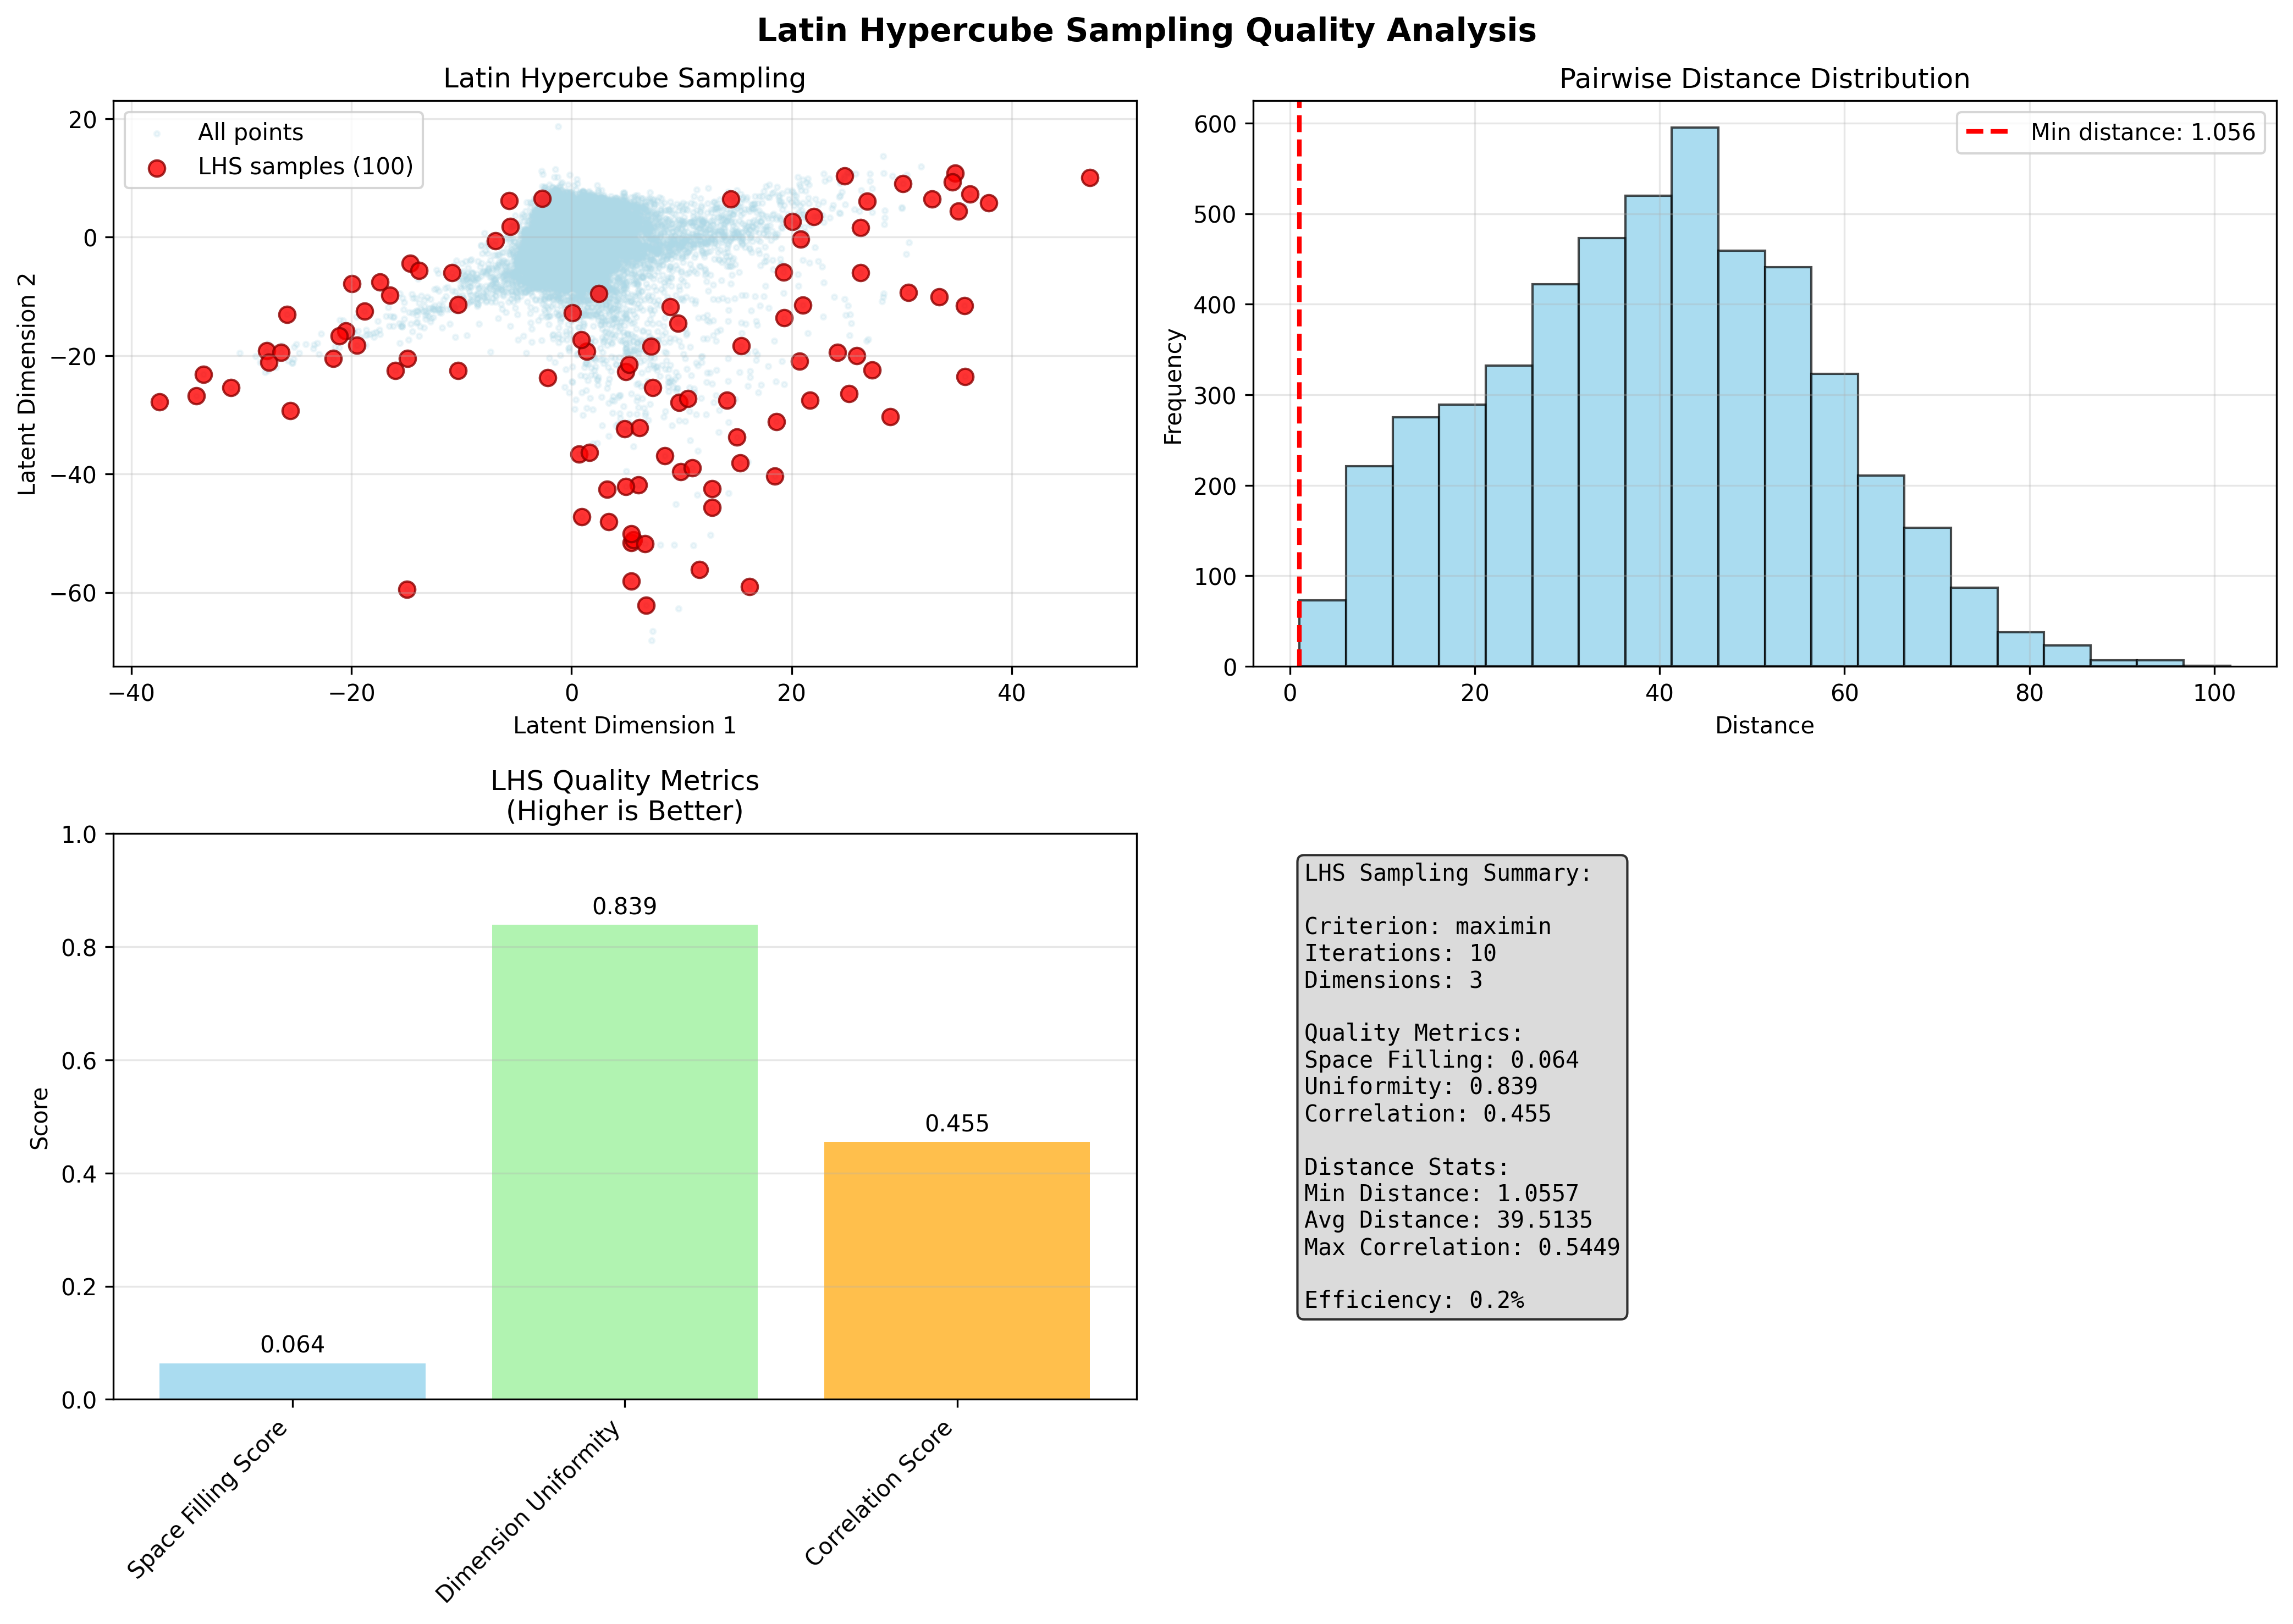 Latin Hypercube Sampling Quality Analysis
Latin Hypercube Sampling
20
0
−20
−40
−60
Latent Dimension 2
All points
LHS samples (100)
−40
−20
0
20
40
Latent Dimension 1
Pairwise Distance Distribution
600
500
400
300
200
100
0
Frequency
Min distance: 1.056
0
20
40
60
80
100
Distance
LHS Quality Metrics
(Higher is Better)
1.0
0.8
0.6
0.4
0.2
0.0
Score
0.064
0.839
0.455
Space Filling Score
Dimension Uniformity
Correlation Score
LHS Sampling Summary:
Criterion: maximin
Iterations: 10
Dimensions: 3
Quality Metrics:
Space Filling: 0.064
Uniformity: 0.839
Correlation: 0.455
Distance Stats:
Min Distance: 1.0557
Avg Distance: 39.5135
Max Correlation: 0.5449
Efficiency: 0.2%